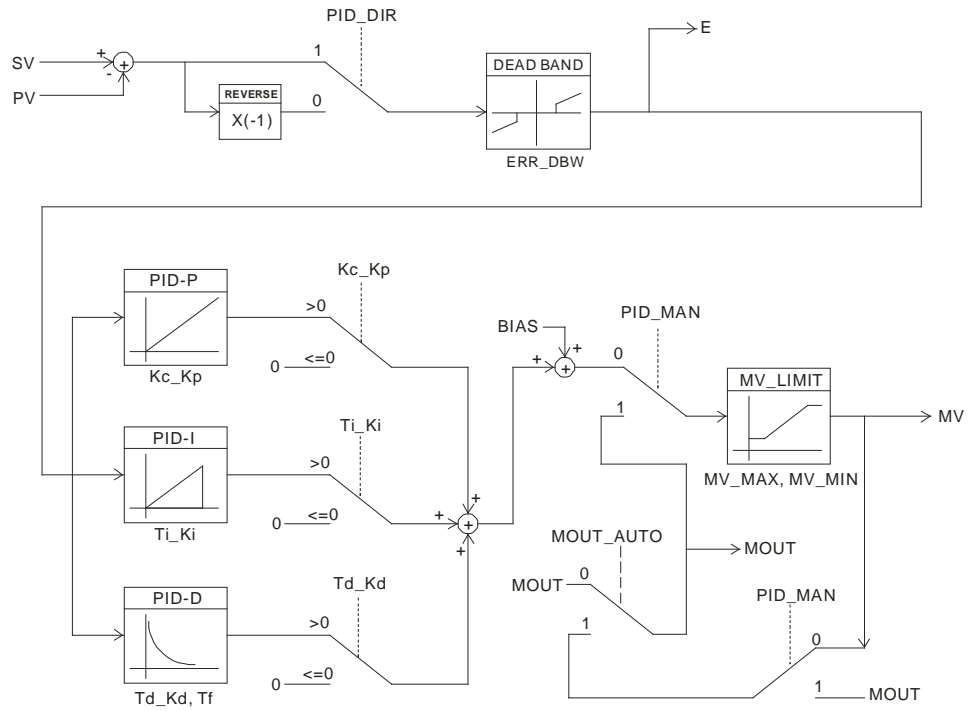 PID_DIR
E
SV
+
+
-
PV
1
0
REVERSE
X(-1)
DEAD BAND
ERR_DBW
PID-P
Kc_Kp
Kc_Kp
>0
0
<=0
PID-I
Ti_Ki
Ti_Ki
>0
0
<=0
PID-D
Td_Kd, Tf
Td_Kd
>0
0
<=0
+
+
+
+
BIAS
+
+
+
PID_MAN
0
1
MV_LIMIT
MV_MAX, MV_MIN
MV
MOUT_AUTO
MOUT
0
1
MOUT
PID_MAN
0
1
MOUT